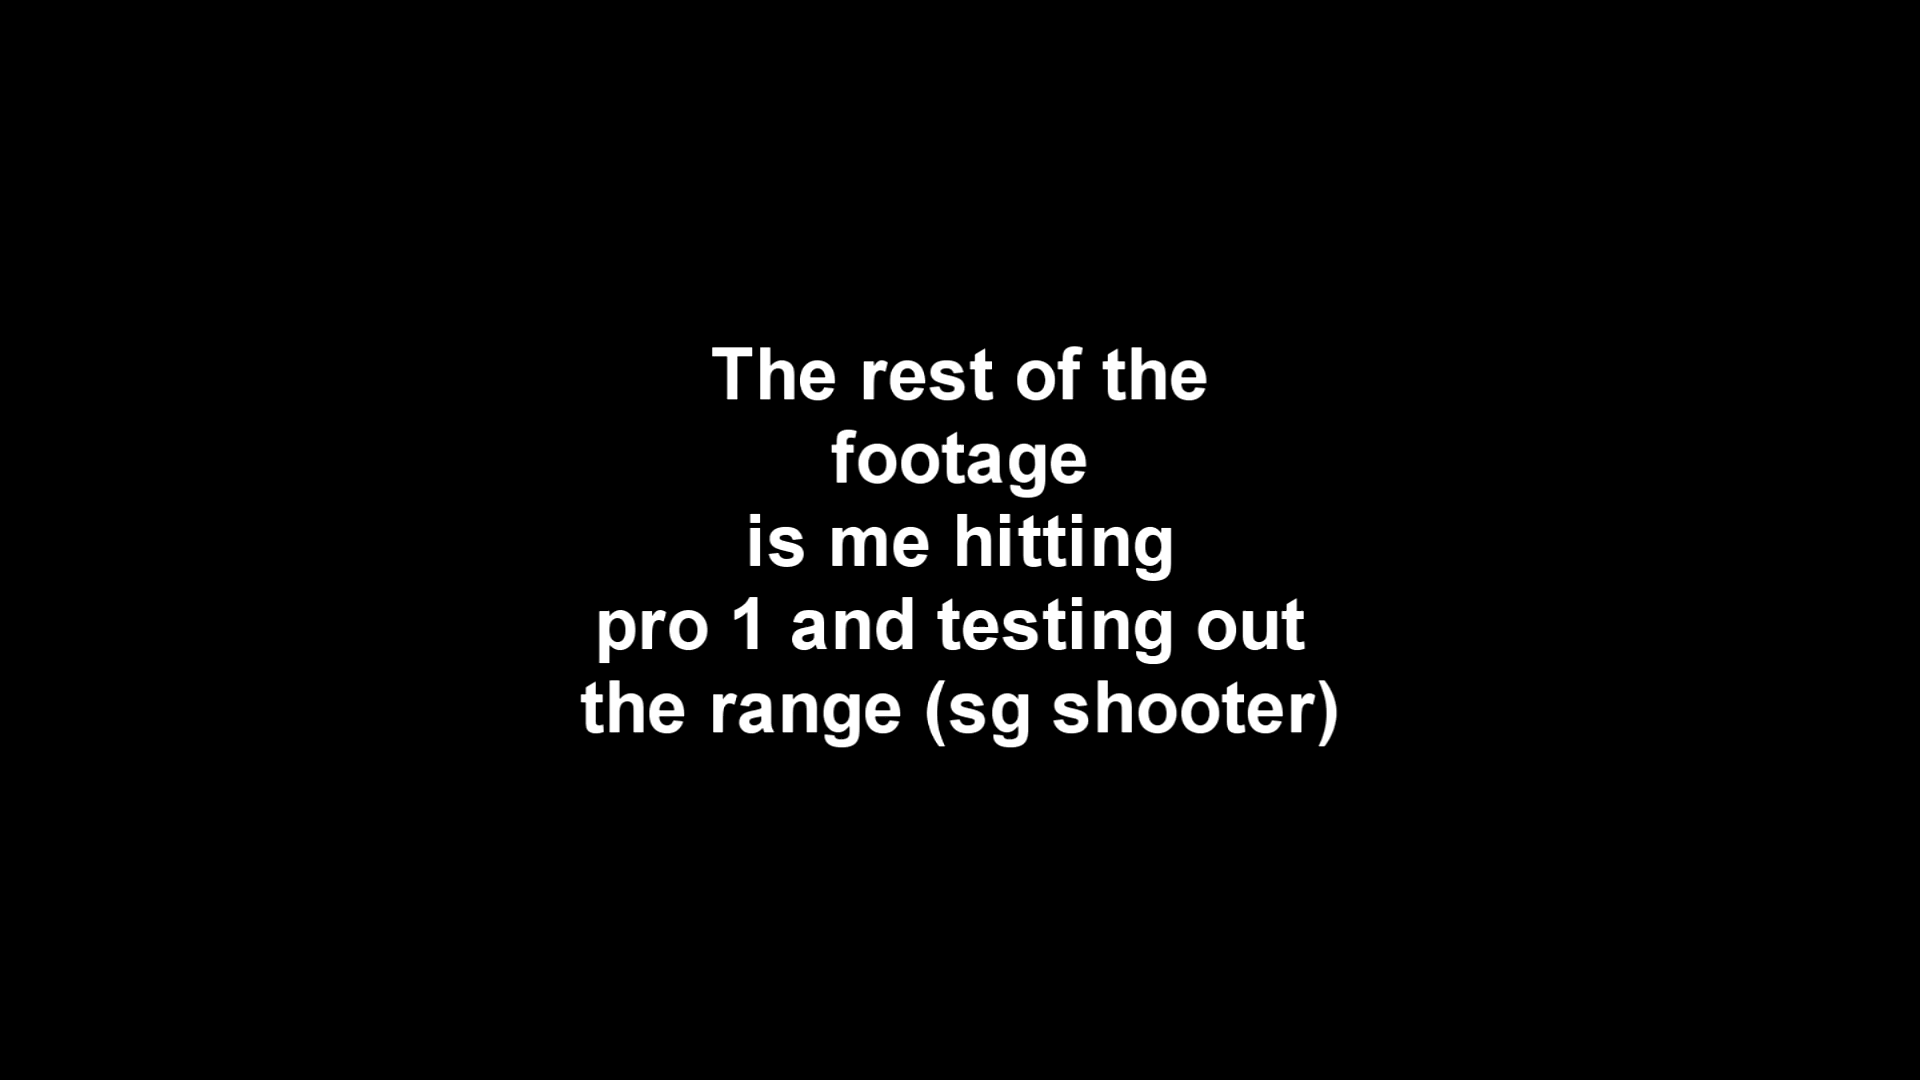 The rest of the
footage
is me hitting
pro 1 and testing out
the range (sg shooter)